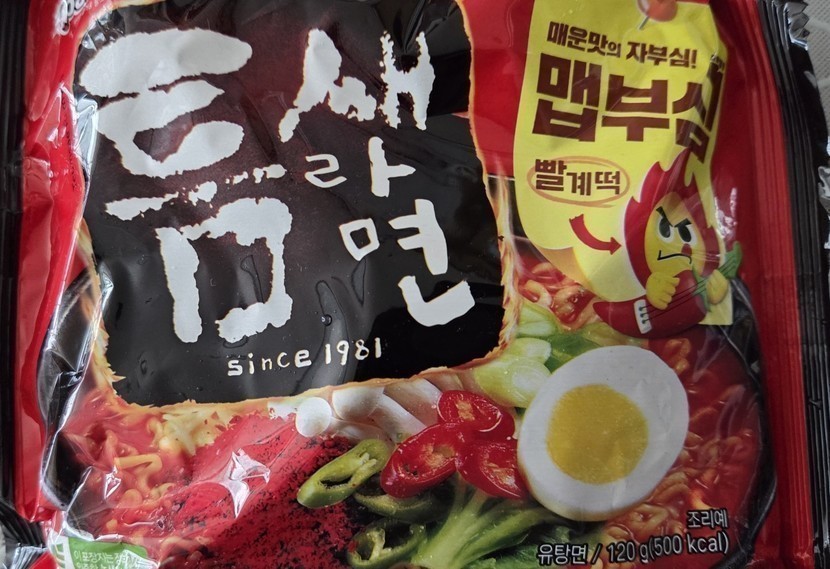 틈새
라면
since 1981
매운맛의 자부심!
맵부심
빨계떡
조리예
유탕면 / 120 g(500 kcal)